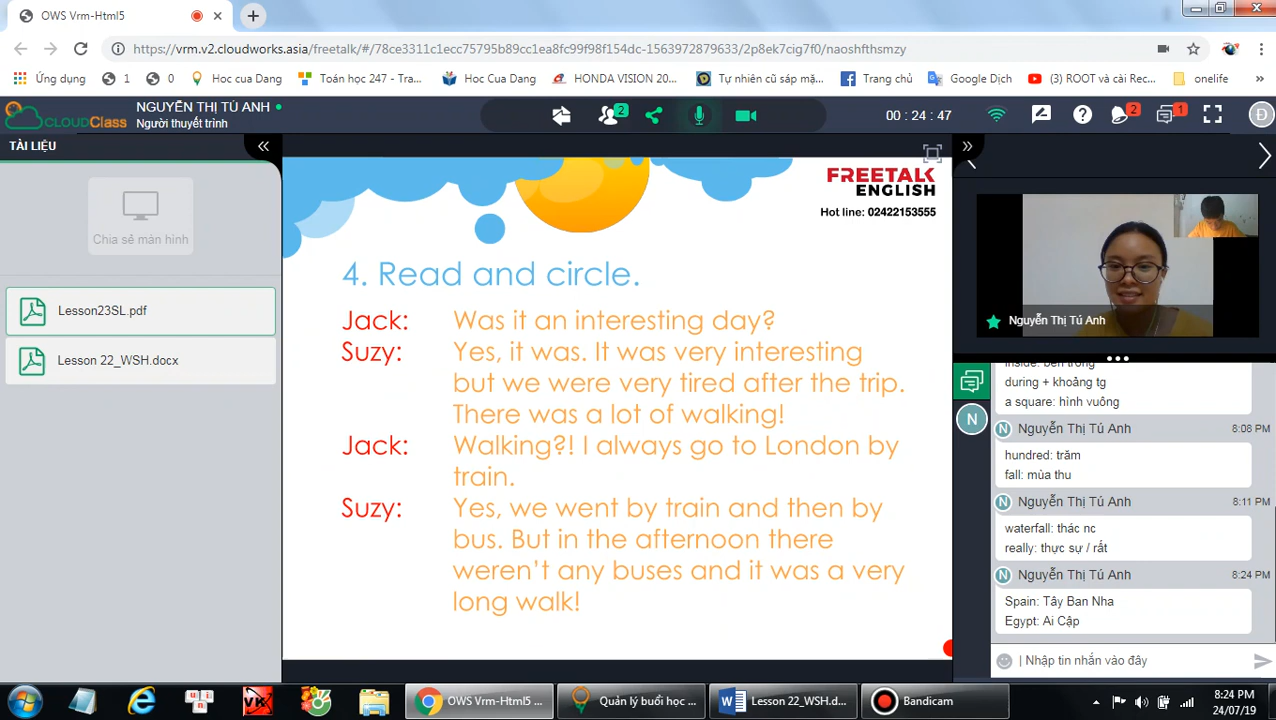 OWS Vrm-Html5
https://vrm.v2.cloudworks.asia/freetalk/#/78ce3311c1ecc75795b89cc1ea8fc99f98f154dc-1563972879633/2p8ek7cig7f0/naoshfthsmzy
Ứng dụng
1
0
Hoc cua Dang
Toán học 247 - Tra...
Học Cua Dang
HONDA VISION 20...
Tự nhiên cũ sáp mặ...
Trang chủ
Google Dịch
(3) ROOT và cài Rec...
onelife
»
CLOUDClass
NGUYỄN THỊ TÚ ANH
Người thuyết trình
2
00 : 24 : 47
2
1
Đ
TÀI LIỆU
Chia sẻ màn hình
Lesson23SL.pdf
Lesson 22_WSH.docx
FREETALK
ENGLISH
Hot line: 02422153555
4. Read and circle.
Jack: Was it an interesting day?
Suzy: Yes, it was. It was very interesting
but we were very tired after the trip.
There was a lot of walking!
Jack: Walking?! I always go to London by
train.
Suzy: Yes, we went by train and then by
bus. But in the afternoon there
weren't any buses and it was a very
long walk!
Nguyễn Thị Tú Anh
inside: bên trong
during + khoảng tg
a square: hình vuông
N
N Nguyễn Thị Tú Anh 8:08 PM
hundred: trăm
fall: mùa thu
N Nguyễn Thị Tú Anh 8:11 PM
waterfall: thác nc
really: thực sự / rất
N Nguyễn Thị Tú Anh 8:24 PM
Spain: Tây Ban Nha
Egypt: Ai Cập
Nhập tin nhắn vào đây
OWS Vrm-Html5 ...
Quản lý buổi học ...
Lesson 22_WSH.d...
Bandicam
8:24 PM
24/07/19